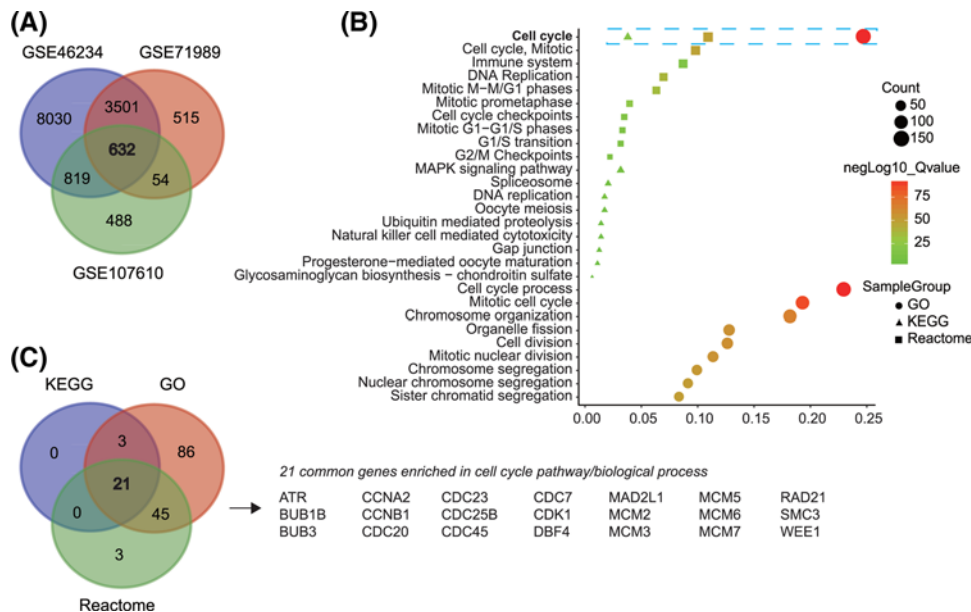 (A)
GSE46234
GSE71989
8030
3501
515
632
819
54
488
GSE107610
(B)
Cell cycle
Cell cycle, Mitotic
Immune system
DNA Replication
Mitotic M−M/G1 phases
Mitotic prometaphase
Cell cycle checkpoints
Mitotic G1−G1/S phases
G1/S transition
G2/M Checkpoints
MAPK signaling pathway
Spliceosome
DNA replication
Oocyte meiosis
Ubiquitin mediated proteolysis
Natural killer cell mediated cytotoxicity
Gap junction
Progesterone−mediated oocyte maturation
Glycosaminoglycan biosynthesis − chondroitin sulfate
Cell cycle process
Mitotic cell cycle
Chromosome organization
Organelle fission
Cell division
Mitotic nuclear division
Chromosome segregation
Nuclear chromosome segregation
Sister chromatid segregation
0.00 0.05 0.10 0.15 0.20 0.25
Count
50
100
150
negLog10_Qvalue
75
50
25
SampleGroup
GO
KEGG
Reactome
(C)
KEGG
GO
0
3
86
21
0
45
3
Reactome
21 common genes enriched in cell cycle pathway/biological process
ATR CCNA2 CDC23 CDC7 MAD2L1 MCM5 RAD21
BUB1B CCNB1 CDC25B CDK1 MCM2 MCM6 SMC3
BUB3 CDC20 CDC45 DBF4 MCM3 MCM7 WEE1